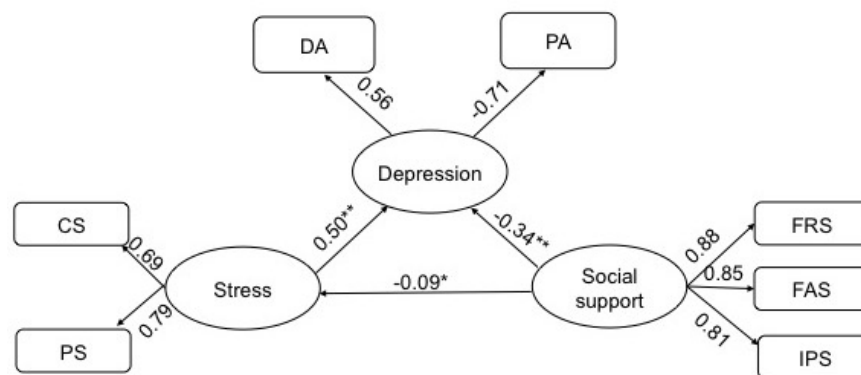 DA
PA
0.56
-0.71
Depression
CS
0.69
0.50**
-0.34**
FRS
0.88
Stress
-0.09*
Social
support
0.85
FAS
PS
0.79
0.81
IPS